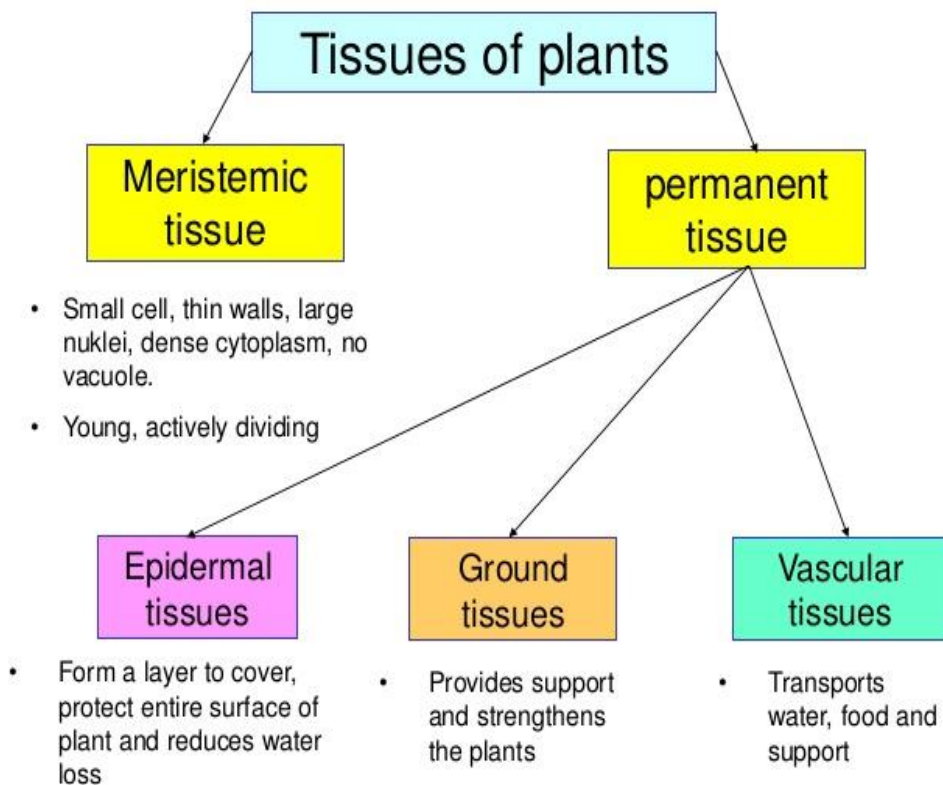 Tissues of plants
Meristemic
tissue
permanent
tissue
• Small cell, thin walls, large
nuklei, dense cytoplasm, no
vacuole.
• Young, actively dividing
Epidermal
tissues
• Form a layer to cover,
protect entire surface of
plant and reduces water
loss
Ground
tissues
• Provides support
and strengthens
the plants
Vascular
tissues
• Transports
water, food and
support